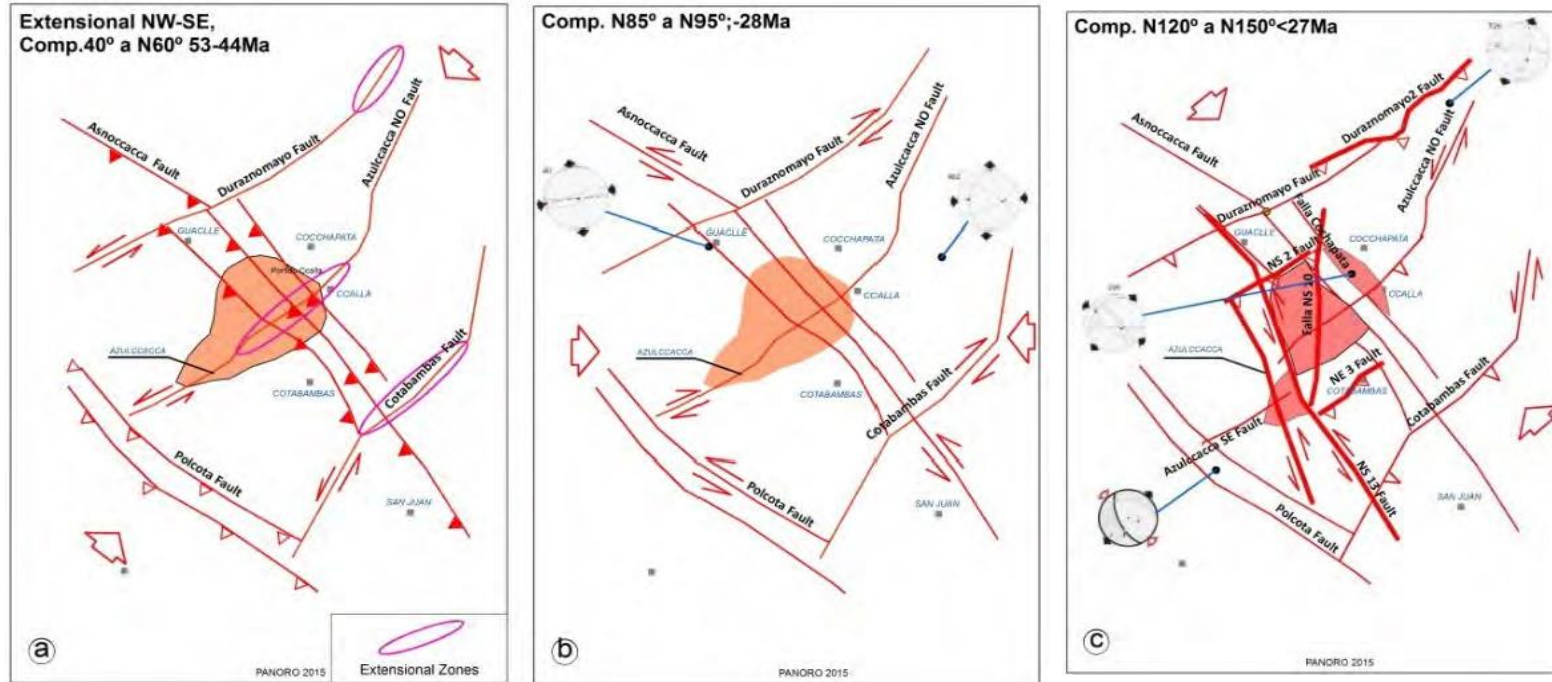 Extensional NW-SE,
Comp.40º a N60º 53-44Ma
Asnoccacca Fault
Duraznomayo Fault
Azulccacca NO Fault
GUACLLE
COCCHAPATA
CCALLA
AZULCCACCA
COTABAMBAS
Cotabambas Fault
Polcota Fault
SAN JUAN
a
PANORO 2015
Extensional Zones
Comp. N85º a N95º;-28Ma
Asnoccacca Fault
Duraznomayo Fault
Azulccacca NO Fault
GUACLLE
COCCHAPATA
CCALLA
AZULCCACCA
COTABAMBAS
Cotabambas Fault
Polcota Fault
SAN JUAN
b
PANORO 2015
Comp. N120º a N150º<27Ma
Asnoccacca Fault
Duraznomayo2 Fault
Duraznomayo Fault
Azulccacca NO Fault
Falla Cochapata
GUACLLE
COCCHAPATA
NS 2 Fault
Falla NS 10
CCALLA
AZULCCACCA
NE 3 Fault
COTABAMBAS
Cotabambas Fault
Azulccacca SE Fault
NS 13 Fault
SAN JUAN
Polcota Fault
c
PANORO 2015